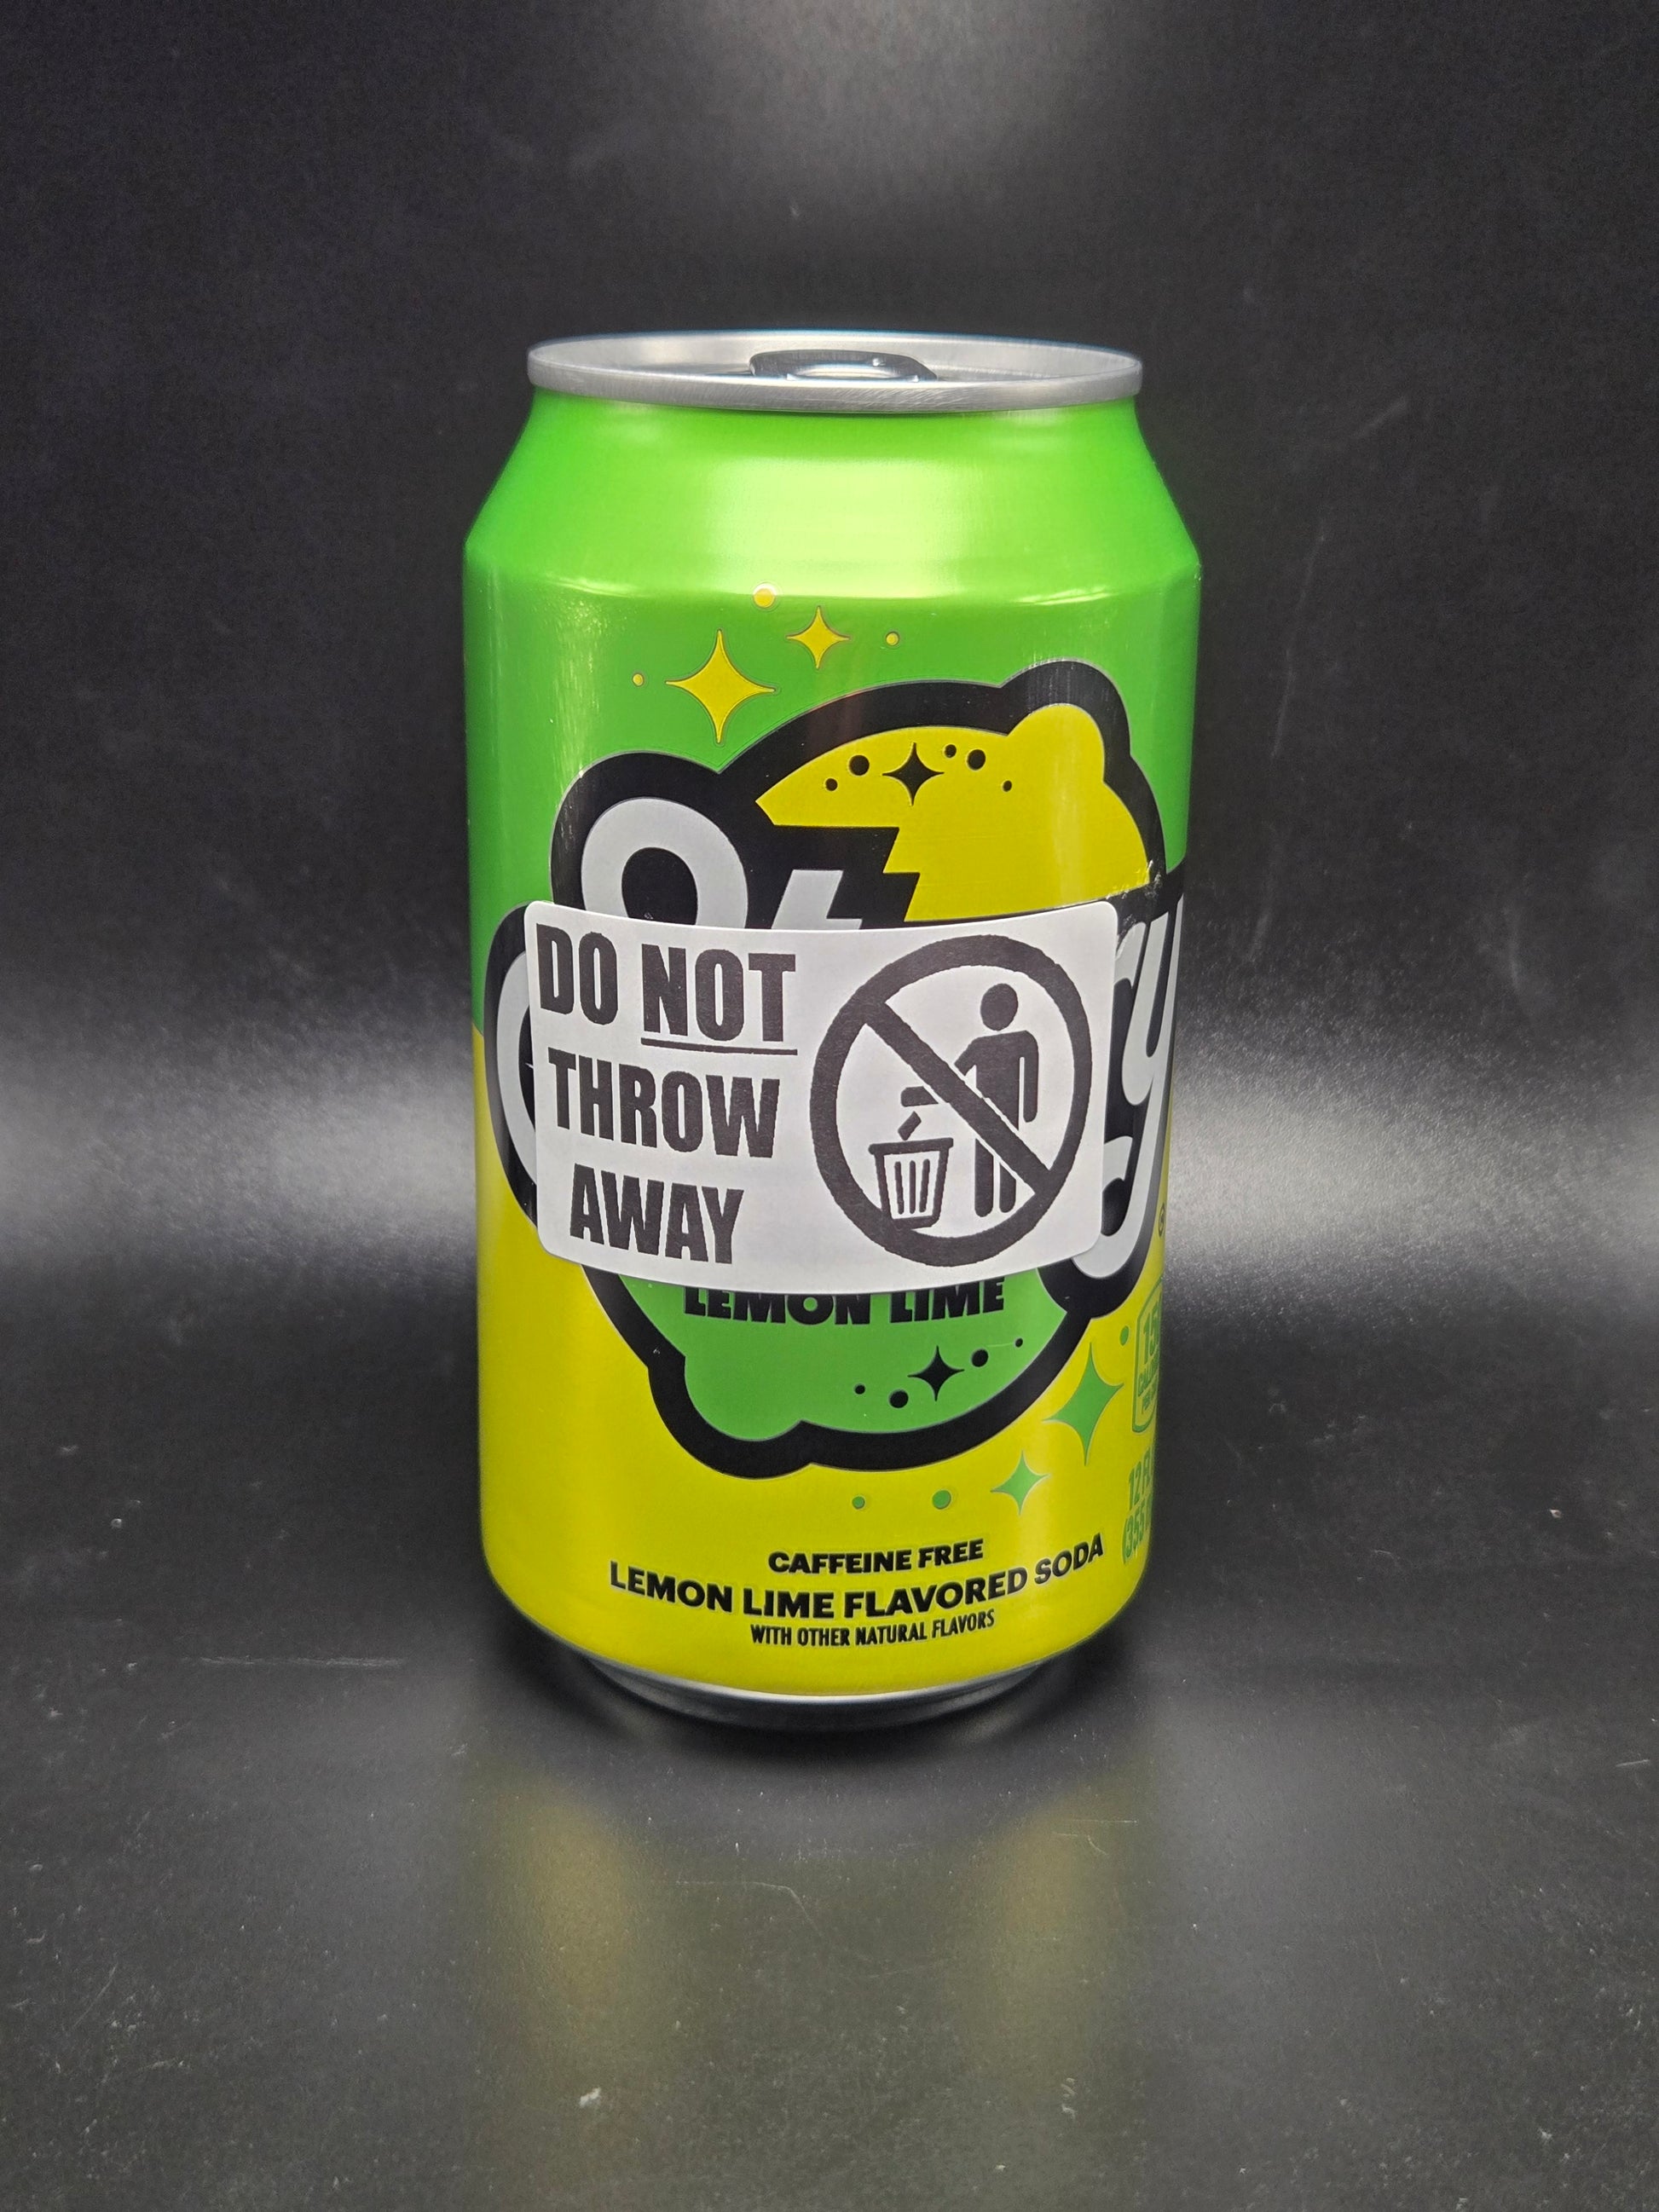 DO NOT
THROW
AWAY
LEMON LIME
CAFFEINE FREE
LEMON LIME FLAVORED SODA
WITH OTHER NATURAL FLAVORS